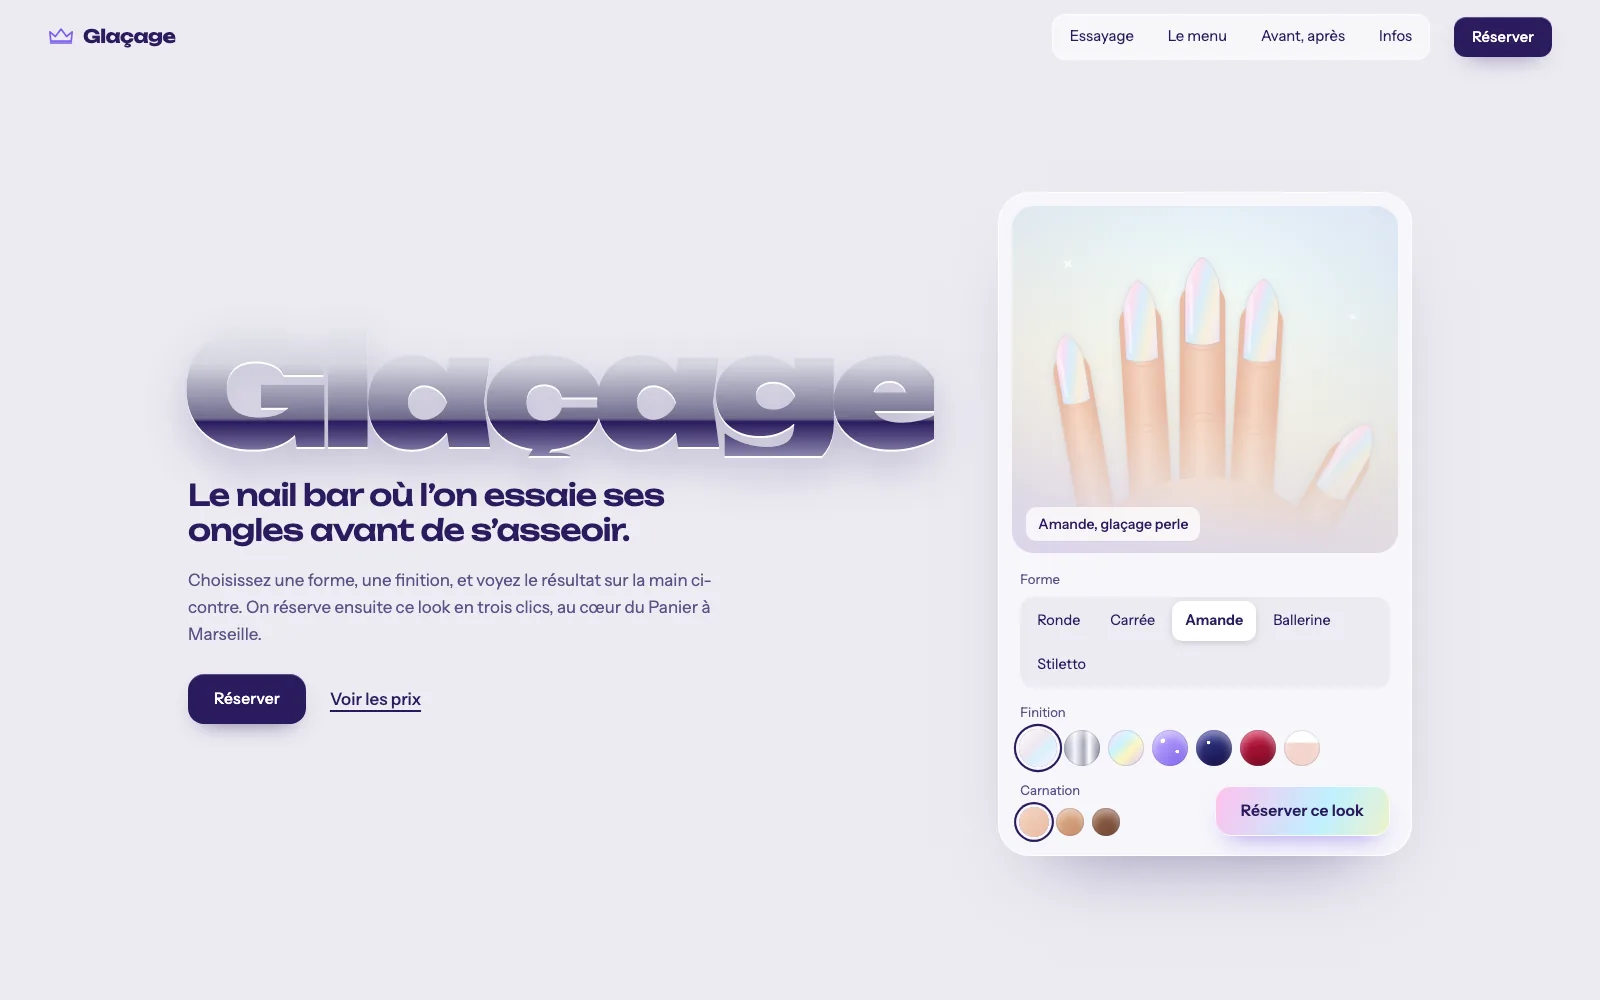 Glaçage
Essayage
Le menu
Avant, après
Infos
Réserver
Glaçage
Le nail bar où l’on essaie ses
ongles avant de s’asseoir.
Choisissez une forme, une finition, et voyez le résultat sur la main ci-
contre. On réserve ensuite ce look en trois clics, au cœur du Panier à
Marseille.
Réserver
Voir les prix
Amande, glaçage perle
Forme
Ronde
Carrée
Amande
Ballerine
Stiletto
Finition
Carnation
Réserver ce look